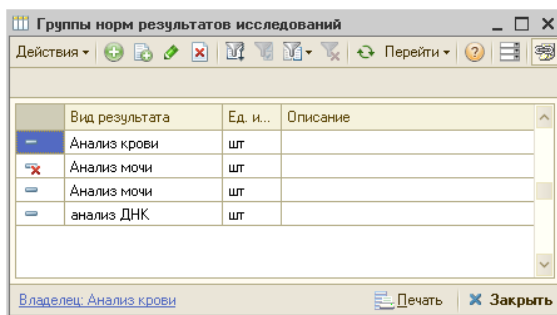 Группы норм результатов исследований
Действия Перейти
Вид результата Ед. и... Описание
Анализ крови шт
Анализ мочи шт
Анализ мочи шт
анализ ДНК шт
Владелец: Анализ крови Печать Закрыть